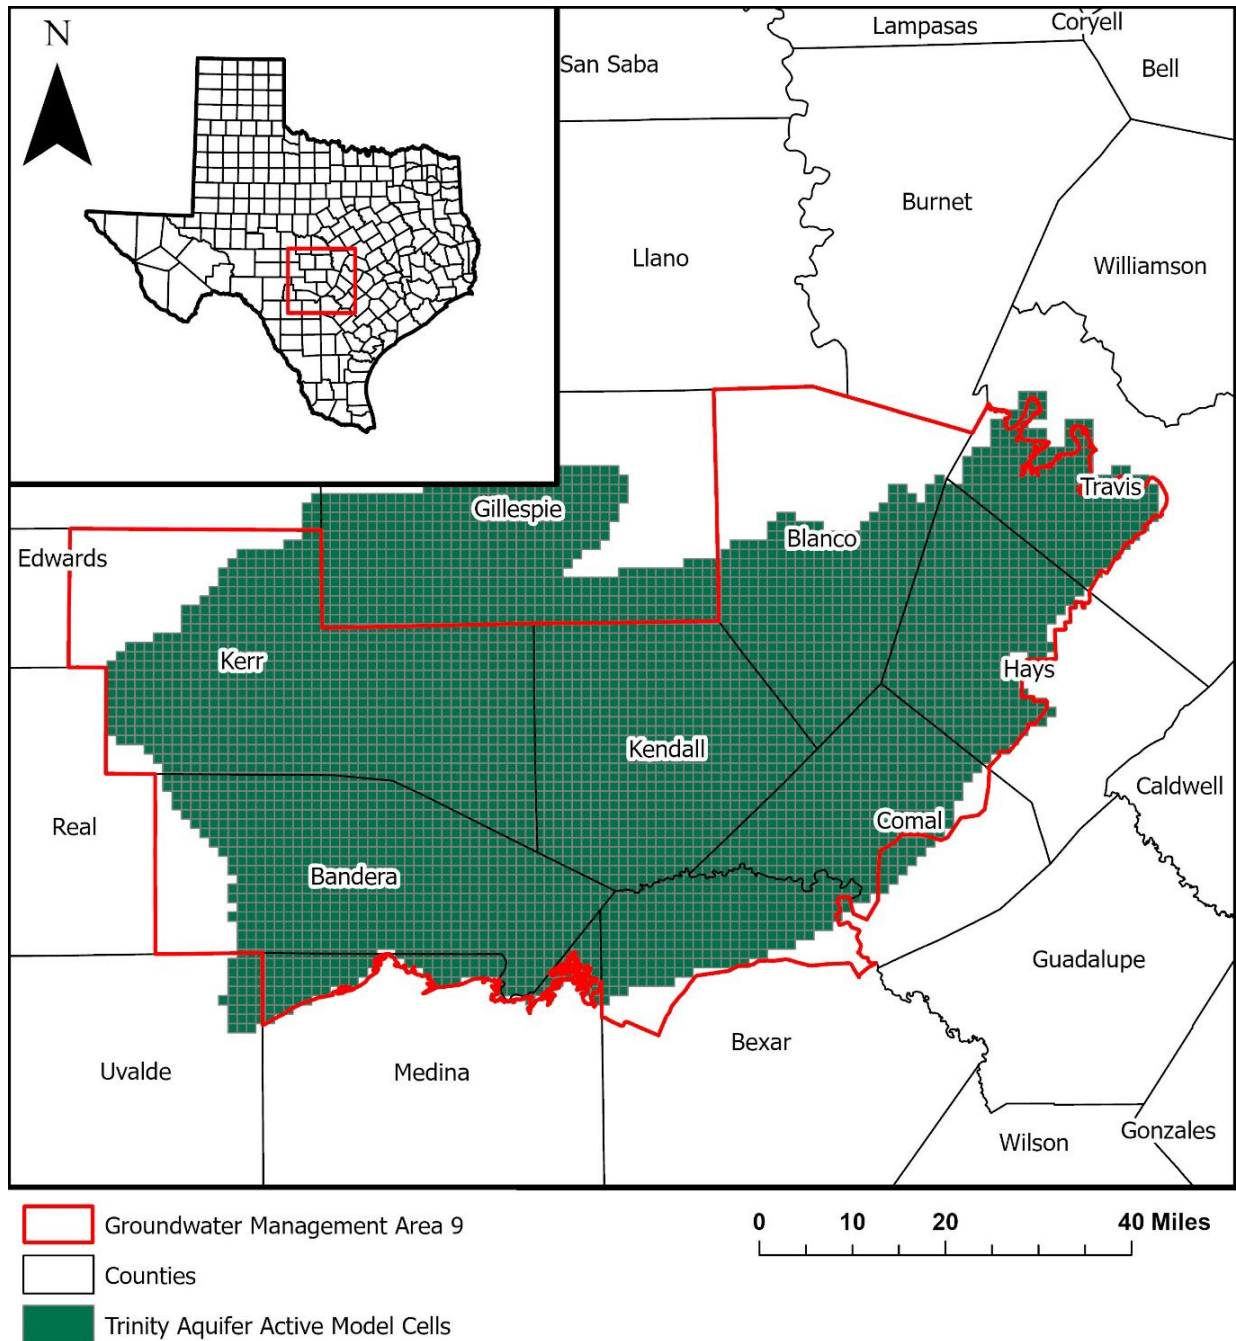 N
Lampasas
Coryell
San Saba
Bell
Burnet
Llano
Williamson
Gillespie
Travis
Blanco
Edwards
Kerr
Hays
Kendall
Caldwell
Real
Comal
Bandera
Guadalupe
Bexar
Uvalde
Medina
Wilson
Gonzales
Groundwater Management Area 9
0 10 20 40 Miles
Counties
Trinity Aquifer Active Model Cells